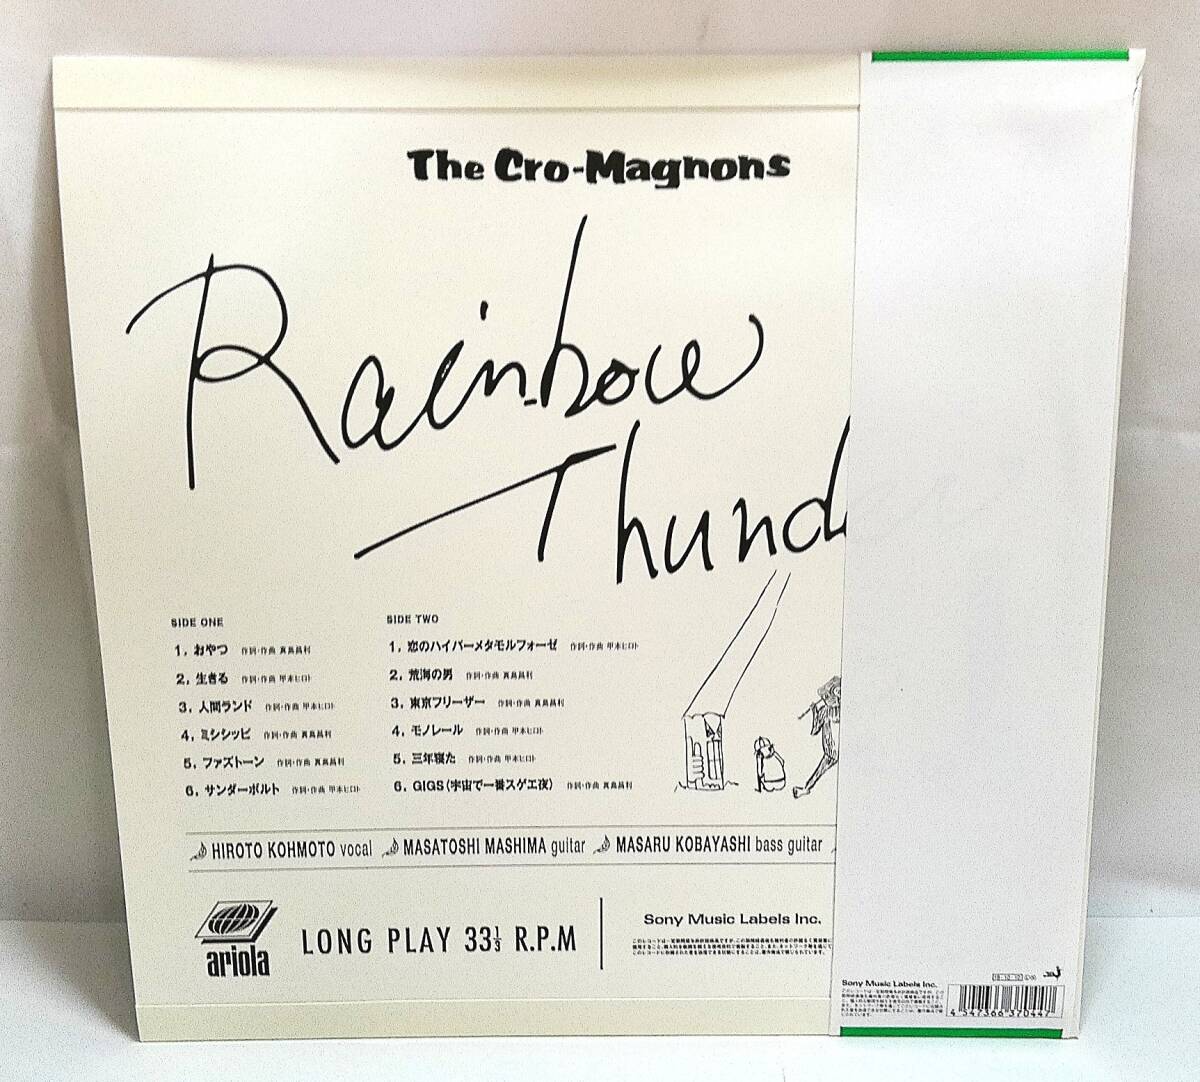 The Cro-Magnons
Rainbow
Thund
SIDE ONE
1. おやつ 作詞・作曲 真島昌利
2. 生きる 作詞・作曲 甲本ヒロト
3. 人間ランド 作詞・作曲 甲本ヒロト
4. ミシシッピ 作詞・作曲 真島昌利
5. ファズトーン 作詞・作曲 真島昌利
6. サンダーボルト 作詞・作曲 甲本ヒロト
SIDE TWO
1. 恋のハイパーメタモルフォーゼ 作詞・作曲 甲本ヒロト
2. 荒海の男 作詞・作曲 真島昌利
3. 東京フリーザー 作詞・作曲 真島昌利
4. モノレール 作詞・作曲 甲本ヒロト
5. 三年寝た 作詞・作曲 甲本ヒロト
6. GIGS(宇宙で一番スゲエ夜) 作詞・作曲 真島昌利
HIROTO KOHMOTO vocal MASATOSHI MASHIMA guitar MASARU KOBAYASHI bass guitar
ariola
LONG PLAY 33⅓ R.P.M
Sony Music Labels Inc.
Sony Music Labels Inc.
4 547366 370447